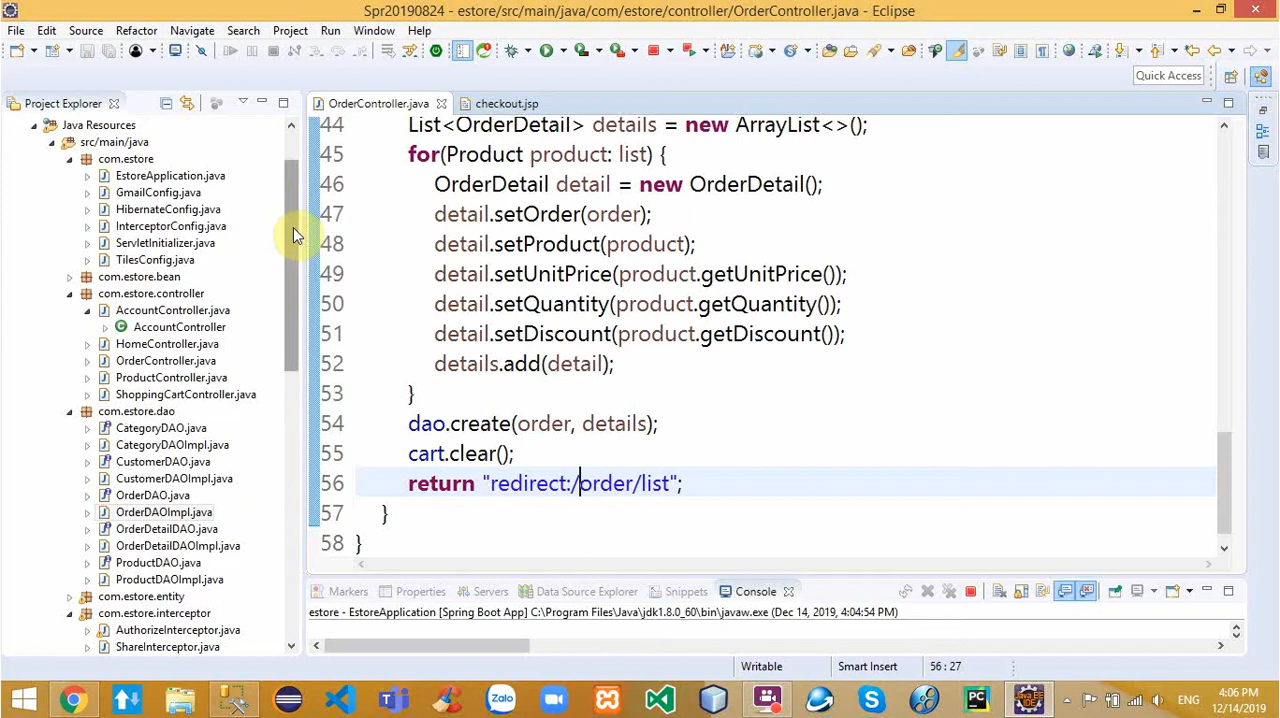 Spr20190824 - estore/src/main/java/com/estore/controller/OrderController.java - Eclipse
File Edit Source Refactor Navigate Search Project Run Window Help
Quick Access
Project Explorer
Java Resources
src/main/java
com.estore
EstoreApplication.java
GmailConfig.java
HibernateConfig.java
InterceptorConfig.java
ServletInitializer.java
TilesConfig.java
com.estore.bean
com.estore.controller
AccountController.java
AccountController
HomeController.java
OrderController.java
ProductController.java
ShoppingCartController.java
com.estore.dao
CategoryDAO.java
CategoryDAOImpl.java
CustomerDAO.java
CustomerDAOImpl.java
OrderDAO.java
OrderDAOImpl.java
OrderDetailDAO.java
OrderDetailDAOImpl.java
ProductDAO.java
ProductDAOImpl.java
com.estore.entity
com.estore.interceptor
AuthorizeInterceptor.java
ShareInterceptor.java
OrderController.java checkout.jsp
44 List<OrderDetail> details = new ArrayList<>();
45 for(Product product: list) {
46 OrderDetail detail = new OrderDetail();
47 detail.setOrder(order);
48 detail.setProduct(product);
49 detail.setUnitPrice(product.getUnitPrice());
50 detail.setQuantity(product.getQuantity());
51 detail.setDiscount(product.getDiscount());
52 details.add(detail);
53 }
54 dao.create(order, details);
55 cart.clear();
56 return "redirect:/order/list";
57 }
58 }
Markers Properties Servers Data Source Explorer Snippets Console
estore - EstoreApplication [Spring Boot App] C:\Program Files\Java\jdk1.8.0_60\bin\javaw.exe (Dec 14, 2019, 4:04:54 PM)
Writable Smart Insert 56 : 27
Zalo
PC
ENG
4:06 PM
12/14/2019